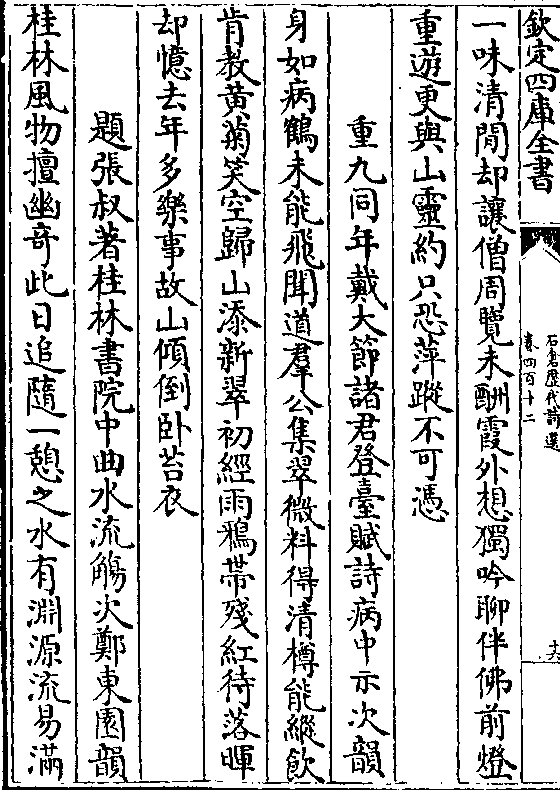 欽定四庫全書
石倉歴代詩選
卷四百十二
十六
一味清閒却讓僧周覽未酬霞外想獨吟聊伴佛前燈
重遊更與山靈約只恐萍蹤不可憑
重九同年戴大節諸君登臺賦詩病中示次韻
身如病鶴未能飛聞道羣公集翠微料得清樽能縱飲
肯教黄菊笑空歸山添新翠初經雨鴉帶殘紅待落暉
却憶去年多樂事故山傾倒卧苔衣
題張叔著桂林書院中曲水流觴次鄭東園韻
桂林風物擅幽竒此日追隨一憩之水有淵源流易滿